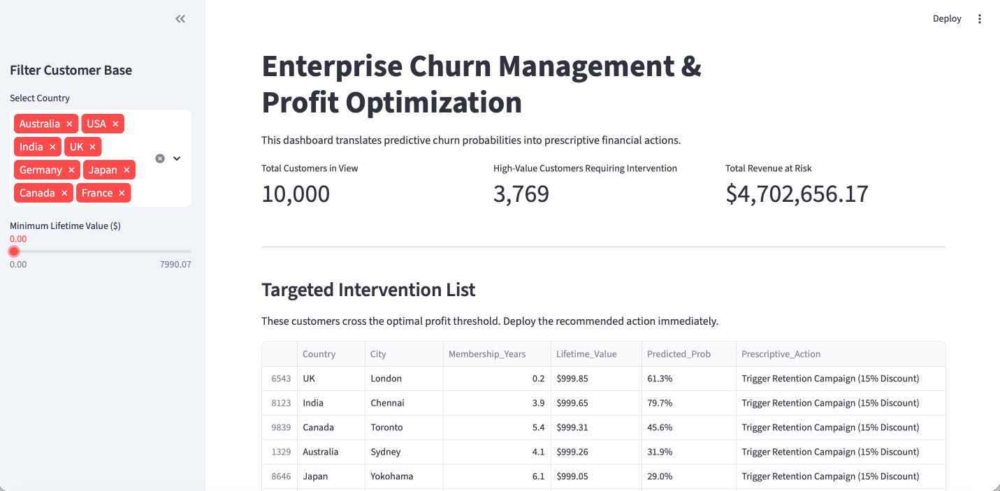 Deploy
Filter Customer Base
Select Country
Australia USA
India UK
Germany Japan
Canada France
Minimum Lifetime Value ($)
0.00
0.00 7990.07
Enterprise Churn Management &
Profit Optimization
This dashboard translates predictive churn probabilities into prescriptive financial actions.
Total Customers in View High-Value Customers Requiring Intervention Total Revenue at Risk
10,000 3,769 $4,702,656.17
Targeted Intervention List
These customers cross the optimal profit threshold. Deploy the recommended action immediately.
Country City Membership_Years Lifetime_Value Predicted_Prob Prescriptive_Action
6543 UK London 0.2 $999.85 61.3% Trigger Retention Campaign (15% Discount)
8123 India Chennai 3.9 $999.65 79.7% Trigger Retention Campaign (15% Discount)
9839 Canada Toronto 5.4 $999.31 45.6% Trigger Retention Campaign (15% Discount)
1329 Australia Sydney 4.1 $999.26 31.9% Trigger Retention Campaign (15% Discount)
8646 Japan Yokohama 6.1 $999.05 29.0% Trigger Retention Campaign (15% Discount)